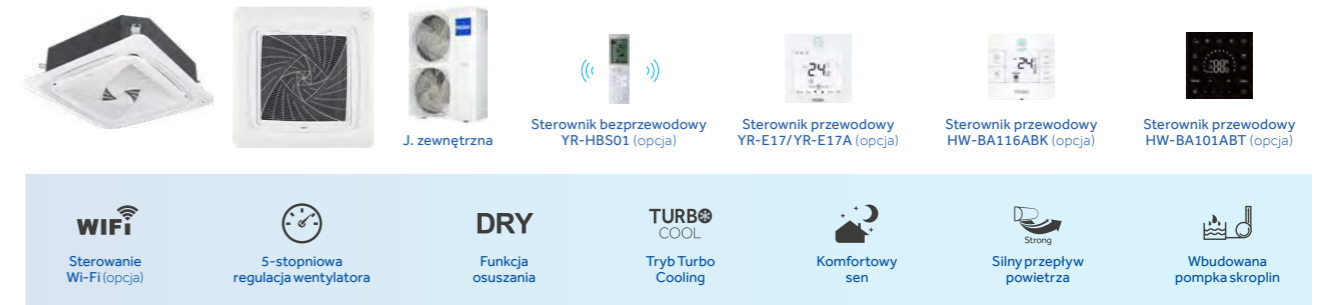 J. zewnętrzna
Sterownik bezprzewodowy
YR-HBS01 (opcja)
Sterownik przewodowy
YR-E17/YR-E17A (opcja)
Sterownik przewodowy
HW-BA116ABK (opcja)
Sterownik przewodowy
HW-BA101ABT (opcja)
WIFi
Sterowanie
Wi-Fi (opcja)
5-stopniowa
regulacja wentylatora
DRY
Funkcja
osuszania
TURBO
COOL
Tryb Turbo
Cooling
Komfortowy
sen
Strong
Silny przepływ
powietrza
Wbudowana
pompka skroplin